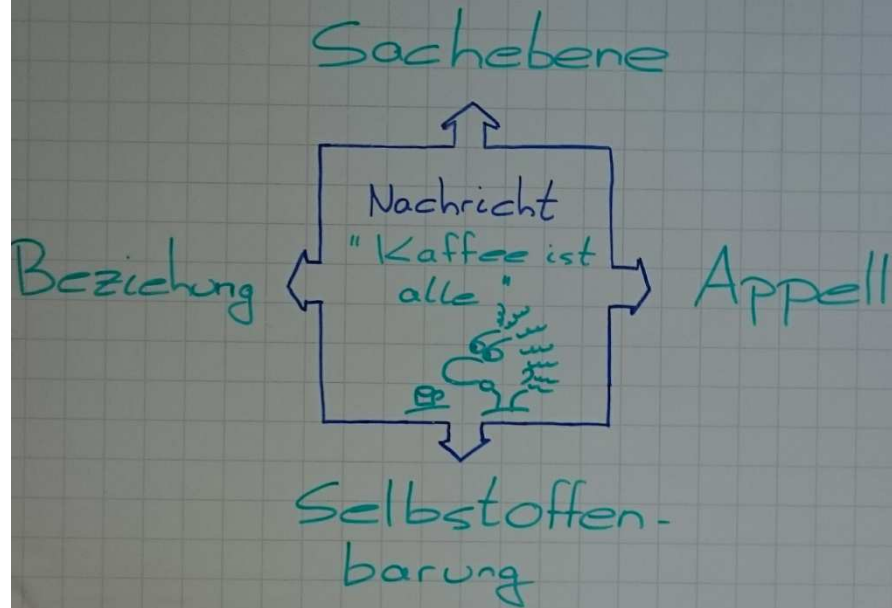 Sachebene
Nachricht
"Kaffee ist
alle"
Beziehung
Appell
Selbstoffen-
barung